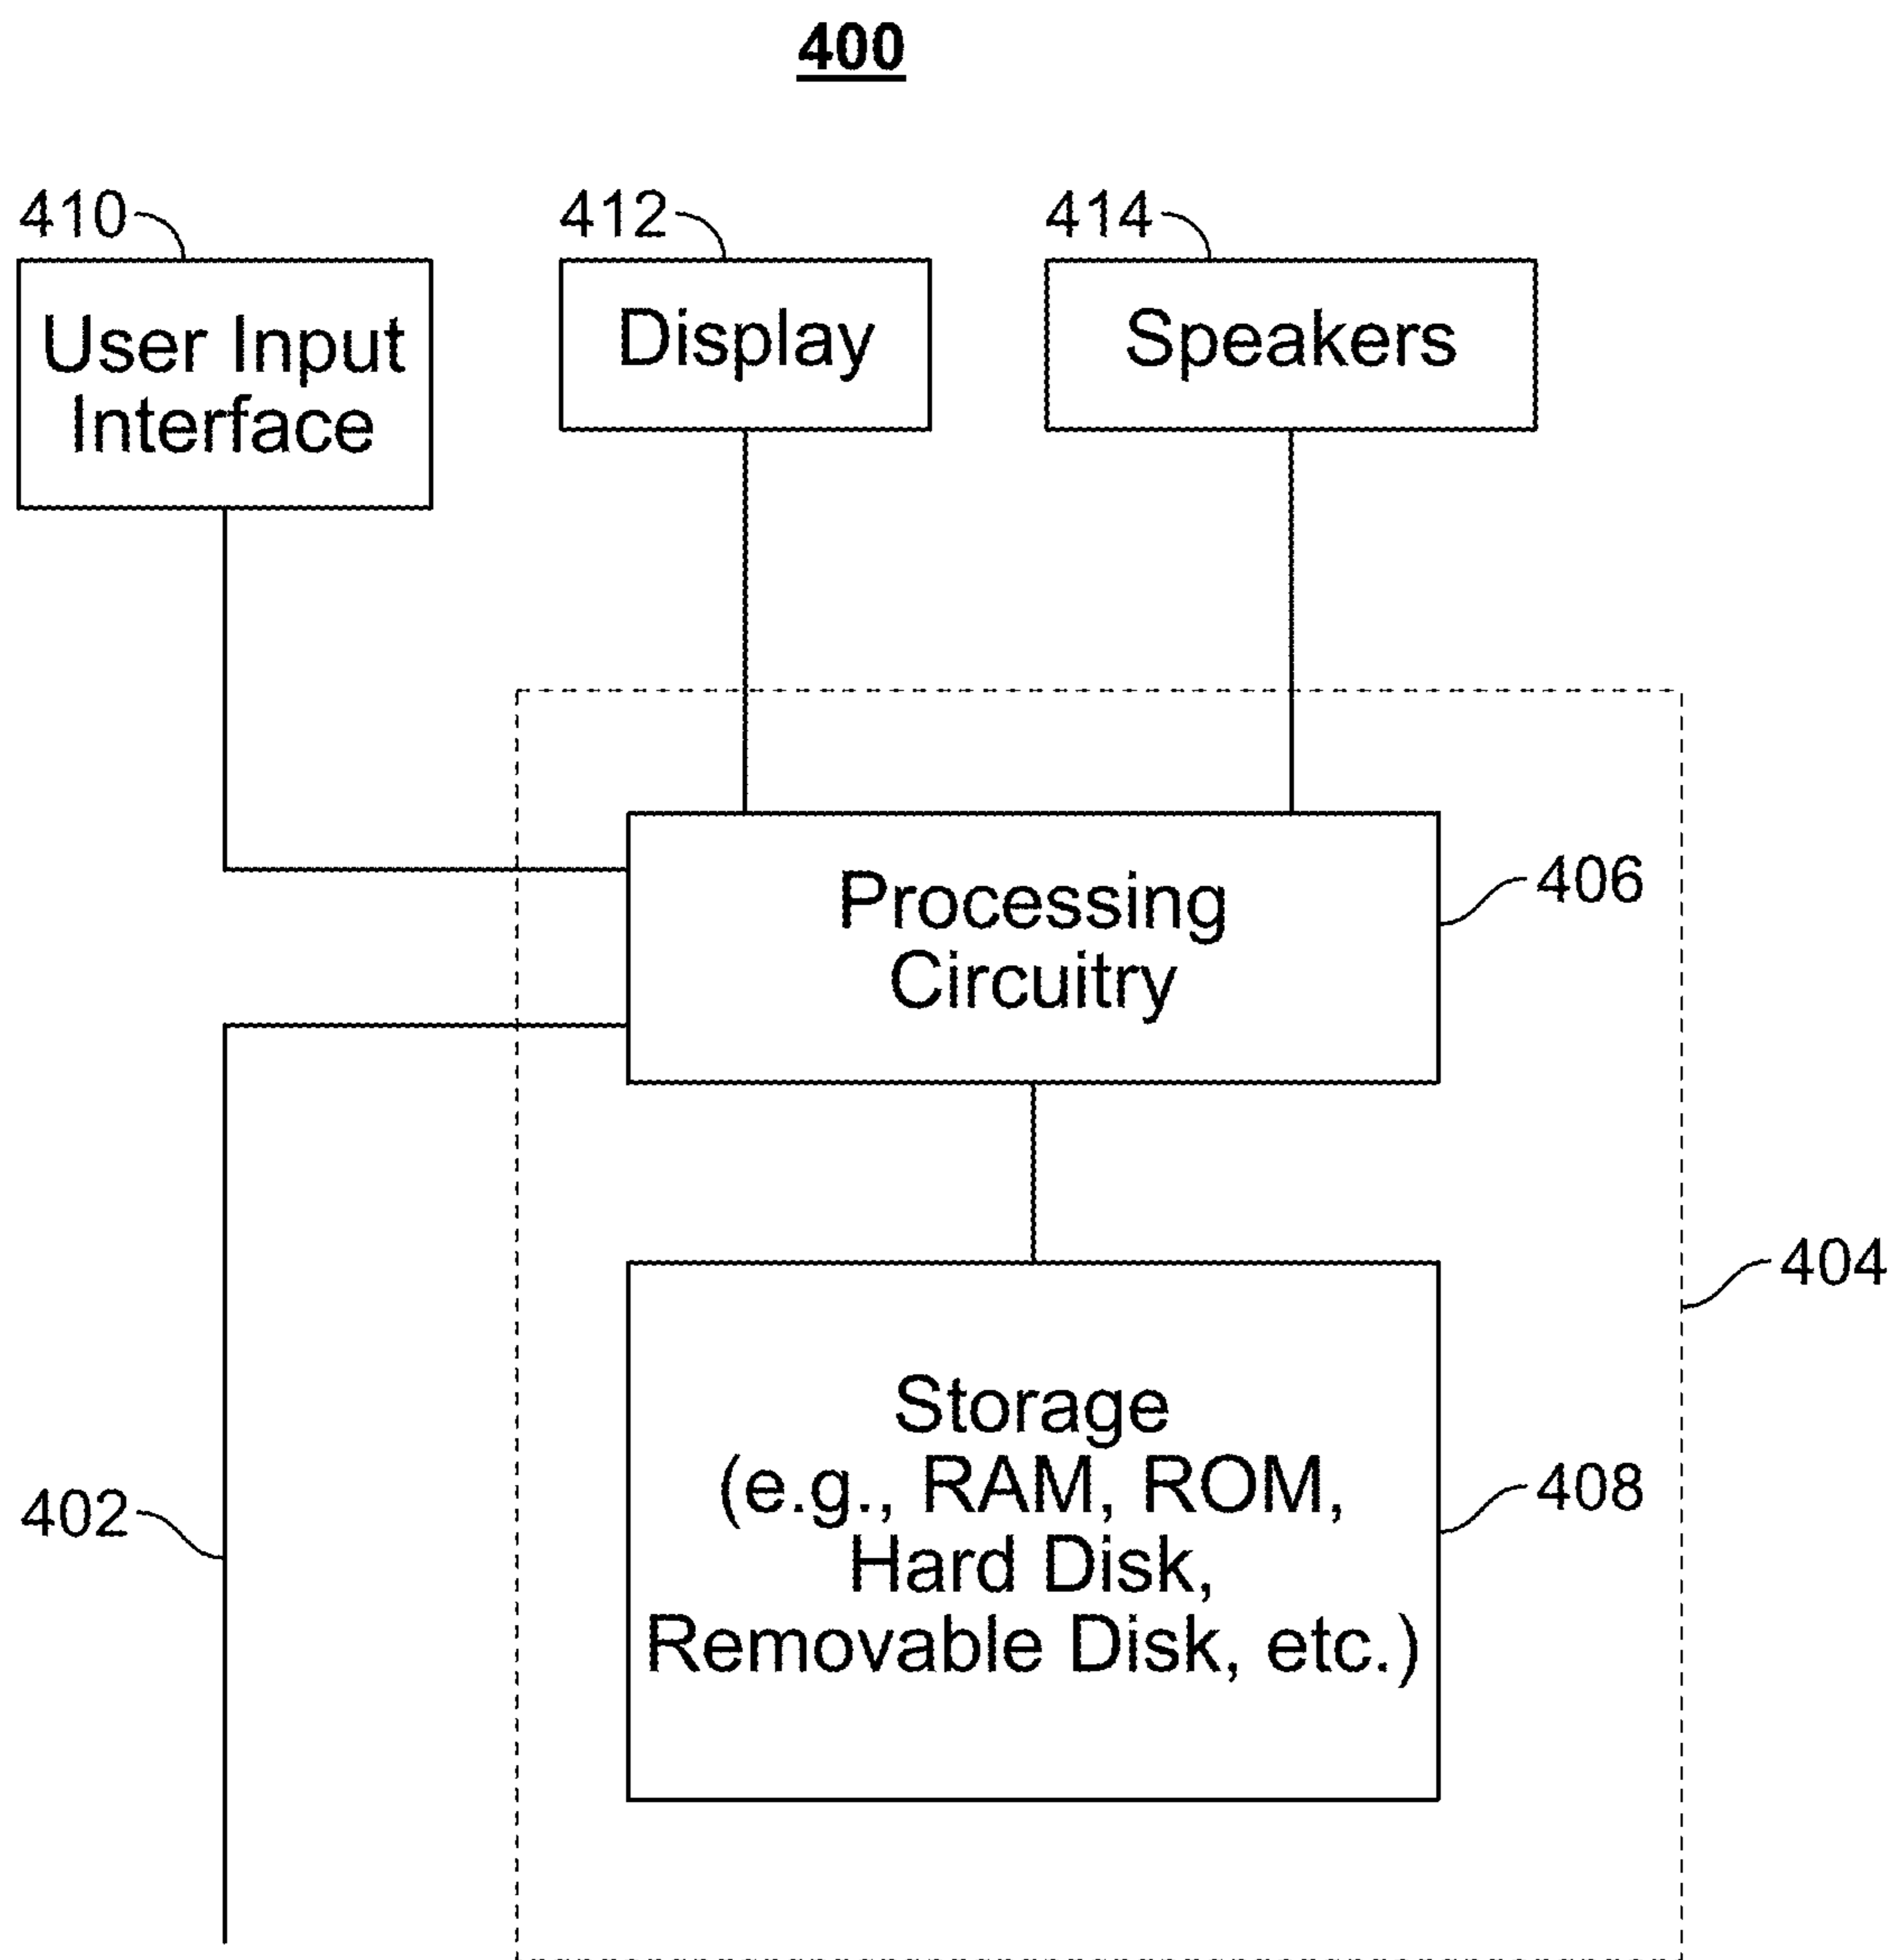 400
410
412
414
User Input
Interface
Display
Speakers
Processing
Circuitry
406
404
Storage
(e.g., RAM, ROM,
Hard Disk,
Removable Disk, etc.)
408
402